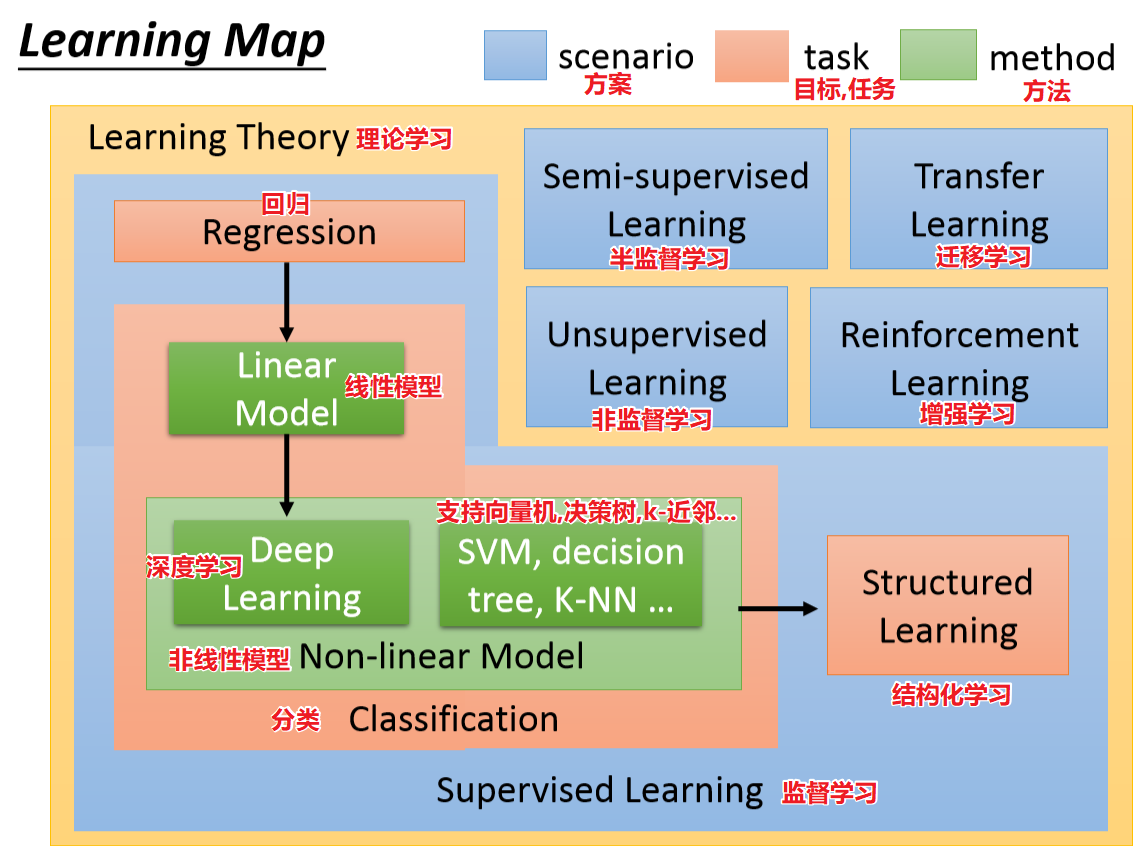 Learning Map
scenario
方案
task
目标,任务
method
方法
Learning Theory 理论学习
回归
Regression
Linear
Model
线性模型
Semi-supervised
Learning
半监督学习
Transfer
Learning
迁移学习
Unsupervised
Learning
非监督学习
Reinforcement
Learning
增强学习
深度学习
Deep
Learning
支持向量机,决策树,k-近邻...
SVM, decision
tree, K-NN ...
非线性模型 Non-linear Model
分类 Classification
Structured
Learning
结构化学习
Supervised Learning 监督学习